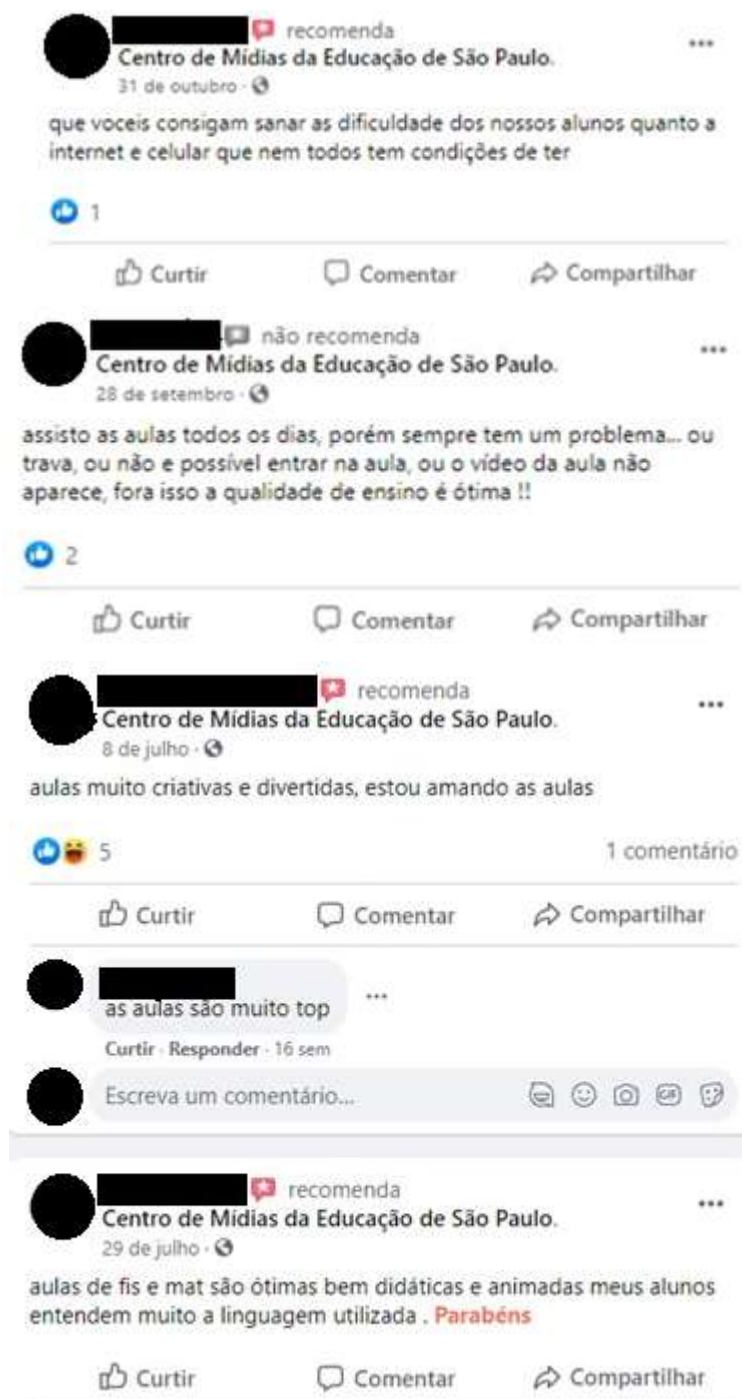 recomenda
Centro de Mídias da Educação de São Paulo.
31 de outubro ·
que voceis consigam sanar as dificuldade dos nossos alunos quanto a
internet e celular que nem todos tem condições de ter
1
Curtir Comentar Compartilhar
não recomenda
Centro de Mídias da Educação de São Paulo.
28 de setembro ·
assisto as aulas todos os dias, porém sempre tem um problema... ou
trava, ou não e possível entrar na aula, ou o vídeo da aula não
aparece, fora isso a qualidade de ensino é ótima !!
2
Curtir Comentar Compartilhar
recomenda
Centro de Mídias da Educação de São Paulo.
8 de julho ·
aulas muito criativas e divertidas, estou amando as aulas
5 1 comentário
Curtir Comentar Compartilhar
as aulas são muito top
Curtir · Responder · 16 sem
Escreva um comentário... GIF
recomenda
Centro de Mídias da Educação de São Paulo.
29 de julho ·
aulas de fis e mat são ótimas bem didáticas e animadas meus alunos
entendem muito a linguagem utilizada . Parabéns
Curtir Comentar Compartilhar